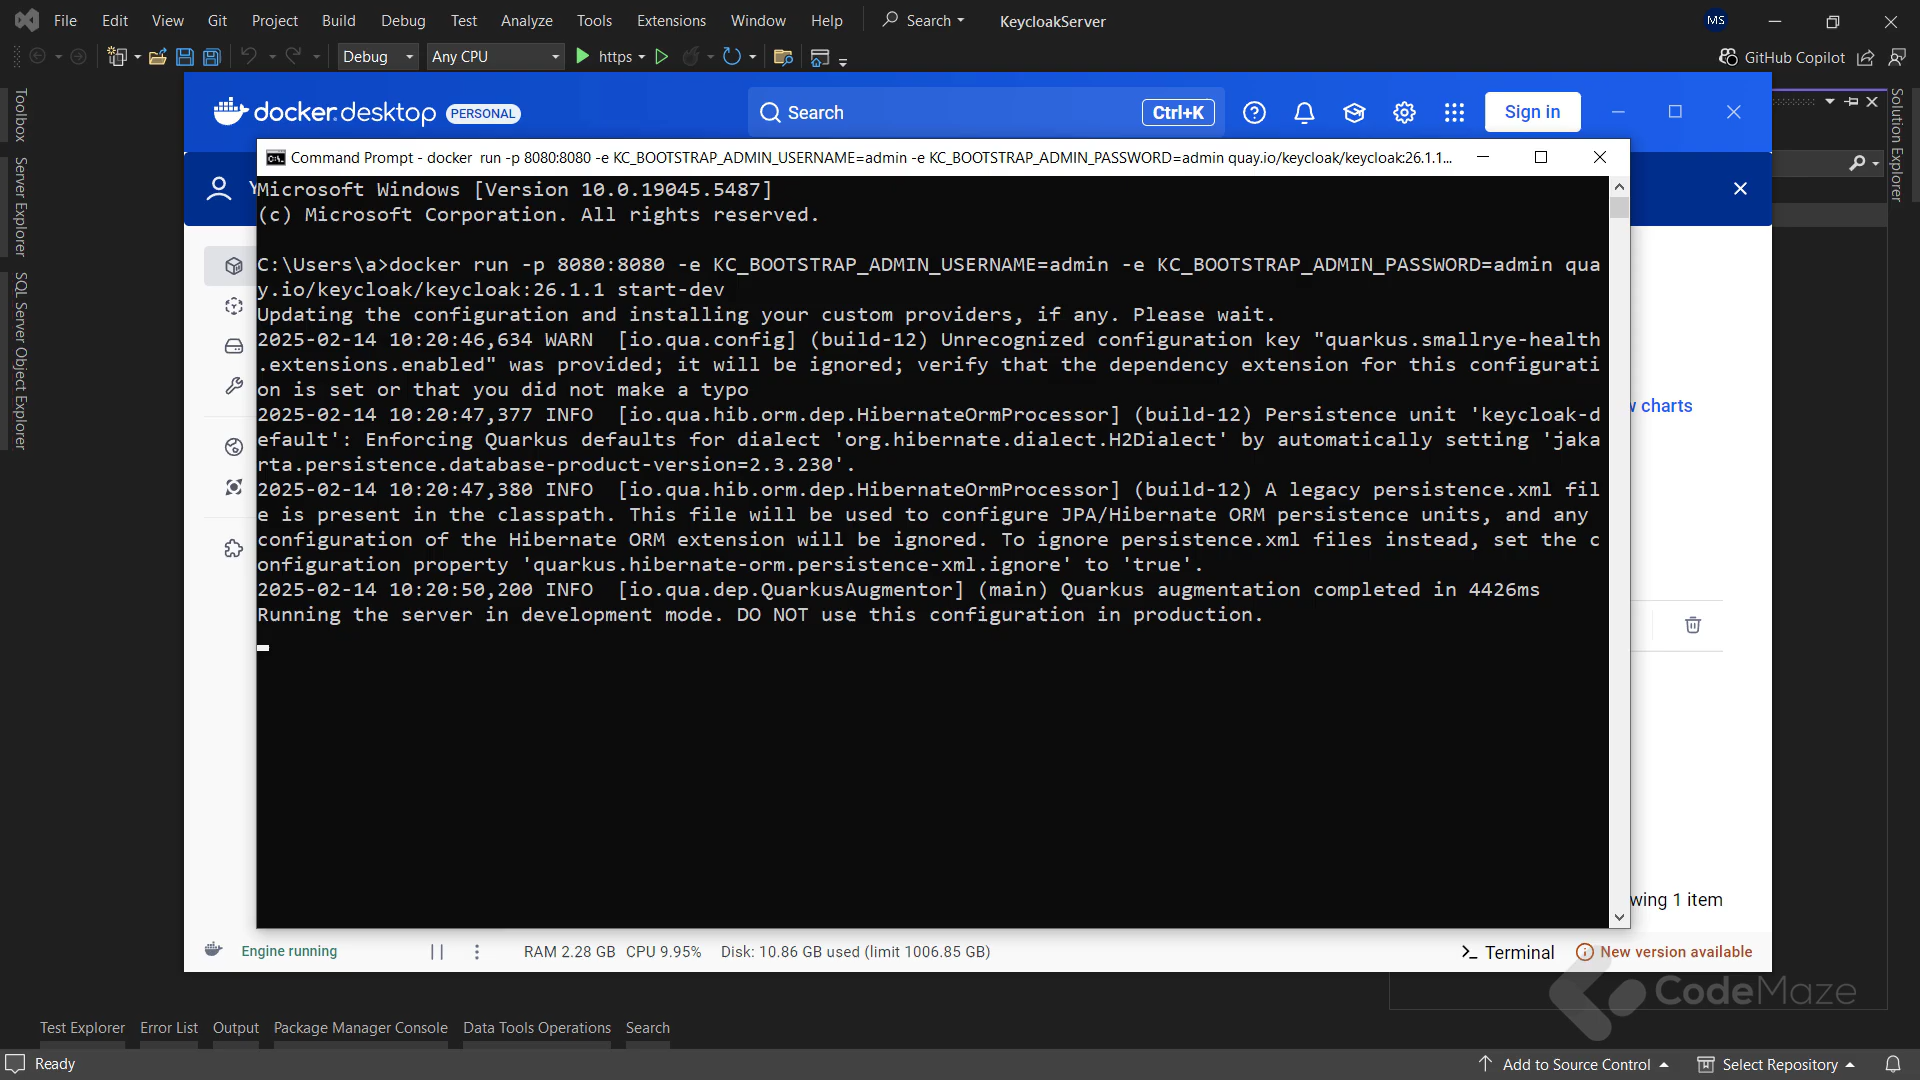 File Edit View Git Project Build Debug Test Analyze Tools Extensions Window Help Search KeycloakServer MS
Debug Any CPU https GitHub Copilot
docker.desktop PERSONAL Search Ctrl+K Sign in
Command Prompt - docker run -p 8080:8080 -e KC_BOOTSTRAP_ADMIN_USERNAME=admin -e KC_BOOTSTRAP_ADMIN_PASSWORD=admin quay.io/keycloak/keycloak:26.1.1...
Toolbox
Server Explorer
SQL Server Object Explorer
Solution Explorer
Microsoft Windows [Version 10.0.19045.5487]
(c) Microsoft Corporation. All rights reserved.
C:\Users\a>docker run -p 8080:8080 -e KC_BOOTSTRAP_ADMIN_USERNAME=admin -e KC_BOOTSTRAP_ADMIN_PASSWORD=admin qua
y.io/keycloak/keycloak:26.1.1 start-dev
Updating the configuration and installing your custom providers, if any. Please wait.
2025-02-14 10:20:46,634 WARN  [io.qua.config] (build-12) Unrecognized configuration key "quarkus.smallrye-health
.extensions.enabled" was provided; it will be ignored; verify that the dependency extension for this configurati
on is set or that you did not make a typo
2025-02-14 10:20:47,377 INFO  [io.qua.hib.orm.dep.HibernateOrmProcessor] (build-12) Persistence unit 'keycloak-d
efault': Enforcing Quarkus defaults for dialect 'org.hibernate.dialect.H2Dialect' by automatically setting 'jaka
rta.persistence.database-product-version=2.3.230'.
2025-02-14 10:20:47,380 INFO  [io.qua.hib.orm.dep.HibernateOrmProcessor] (build-12) A legacy persistence.xml fil
e is present in the classpath. This file will be used to configure JPA/Hibernate ORM persistence units, and any
configuration of the Hibernate ORM extension will be ignored. To ignore persistence.xml files instead, set the c
onfiguration property 'quarkus.hibernate-orm.persistence-xml.ignore' to 'true'.
2025-02-14 10:20:50,200 INFO  [io.qua.dep.QuarkusAugmentor] (main) Quarkus augmentation completed in 4426ms
Running the server in development mode. DO NOT use this configuration in production.
charts
wing 1 item
Engine running RAM 2.28 GB CPU 9.95% Disk: 10.86 GB used (limit 1006.85 GB) Terminal New version available
CodeMaze
Test Explorer Error List Output Package Manager Console Data Tools Operations Search
Ready Add to Source Control Select Repository